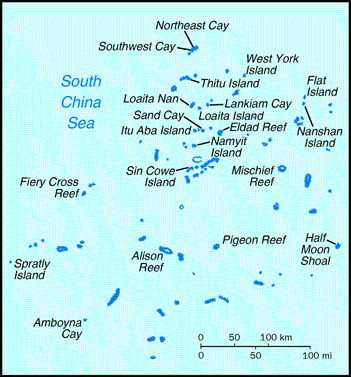 Northeast Cay
Southwest Cay
West York
Island
South
China
Sea
Thitu Island
Flat
Island
Loaita Nan
Lankiam Cay
Sand Cay
Loaita Island
Itu Aba Island
Eldad Reef
Nanshan
Island
Namyit
Island
Sin Cowe
Island
Mischief
Reef
Fiery Cross
Reef
Spratly
Island
Alison
Reef
Pigeon Reef
Half
Moon
Shoal
Amboyna
Cay
0 50 100 km
0 50 100 mi